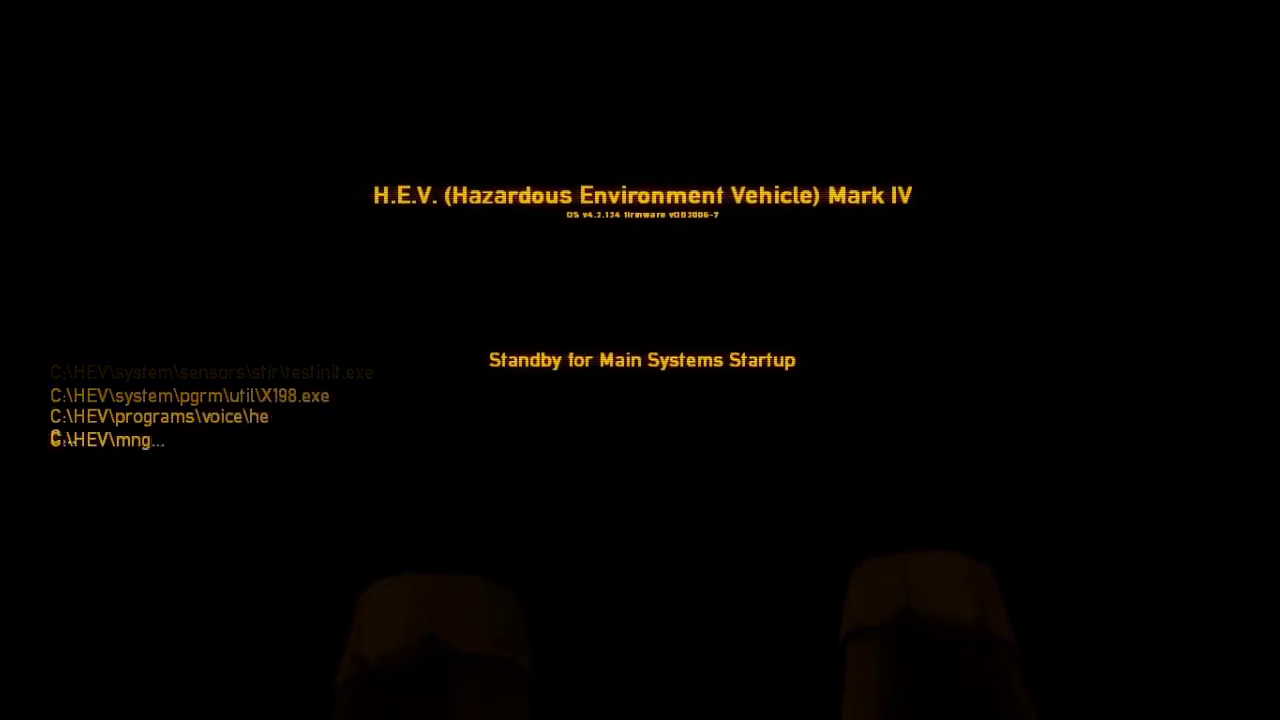 H.E.V. (Hazardous Environment Vehicle) Mark IV
OS v4.2.124 firmware v002006-7
Standby for Main Systems Startup
C:\HEV\system\sensors\stir\testinit.exe
C:\HEV\system\pgrm\util\X198.exe
C:\HEV\programs\voice\he
C:\HEV\mng...